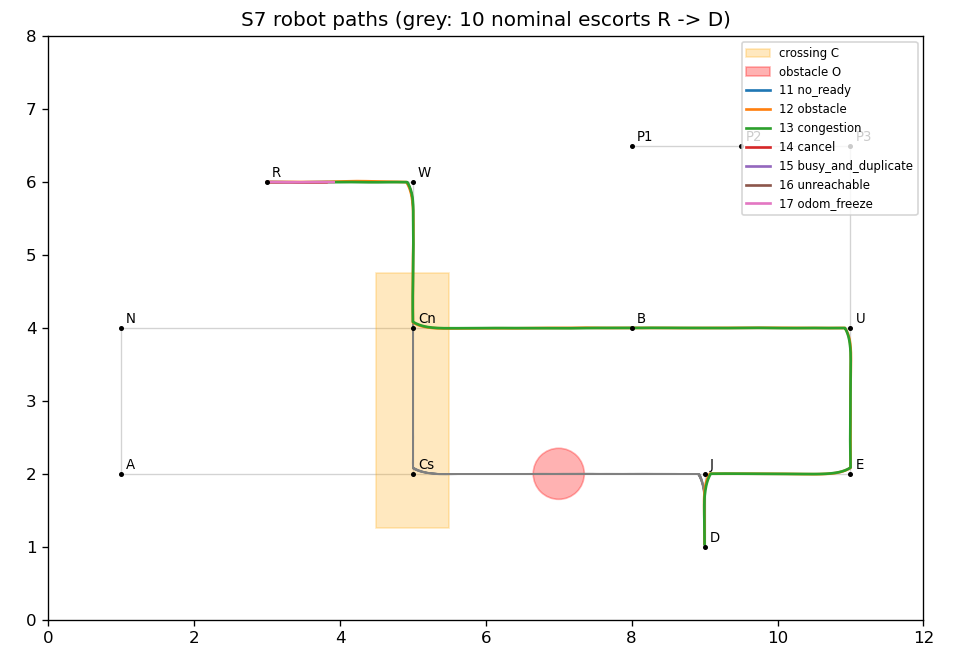 S7 robot paths (grey: 10 nominal escorts R -> D)
8
7
6
5
4
3
2
1
0
0
2
4
6
8
10
12
crossing C
obstacle O
11 no_ready
12 obstacle
13 congestion
14 cancel
15 busy_and_duplicate
16 unreachable
17 odom_freeze
P1
P2
P3
R
W
N
Cn
B
U
A
Cs
J
E
D